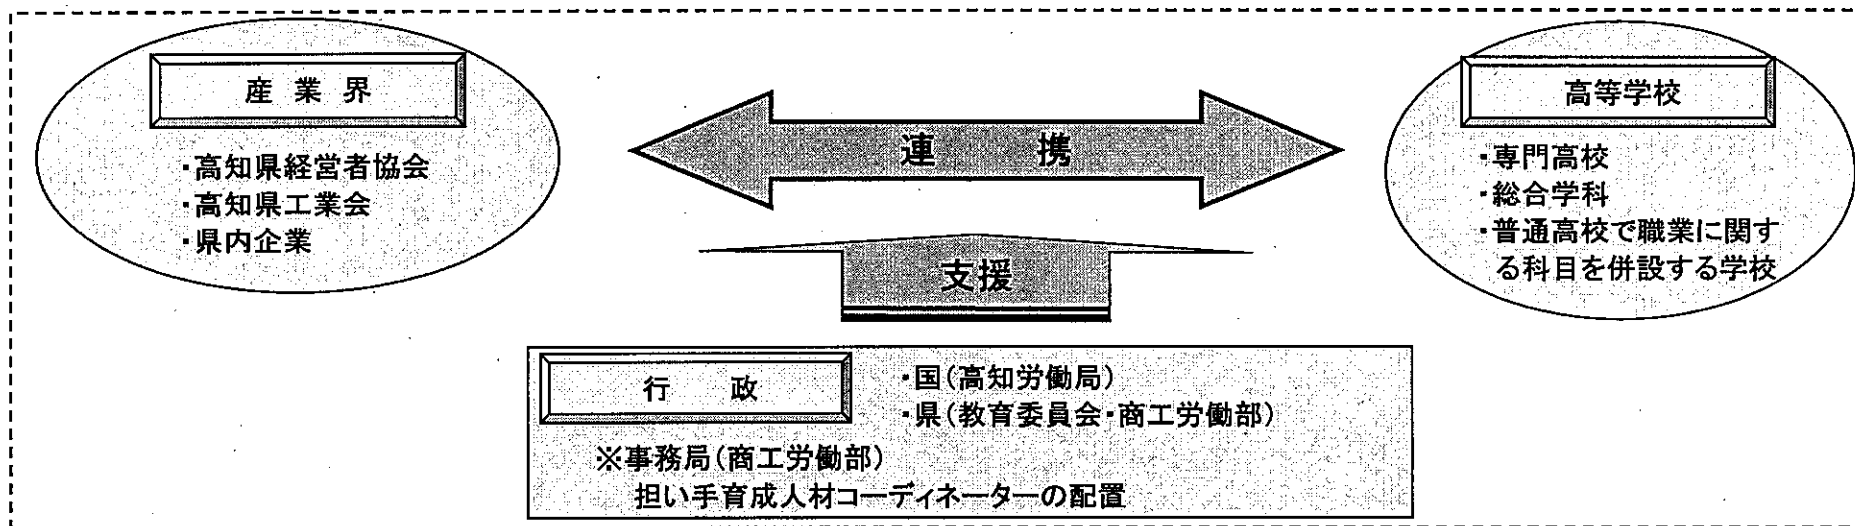 産業界
・高知県経営者協会
・高知県工業会
・県内企業
連携
高等学校
・専門高校
・総合学科
・普通高校で職業に関す
る科目を併設する学校
支援
行政
・国(高知労働局)
・県(教育委員会・商工労働部)
※事務局(商工労働部)
担い手育成人材コーディネーターの配置